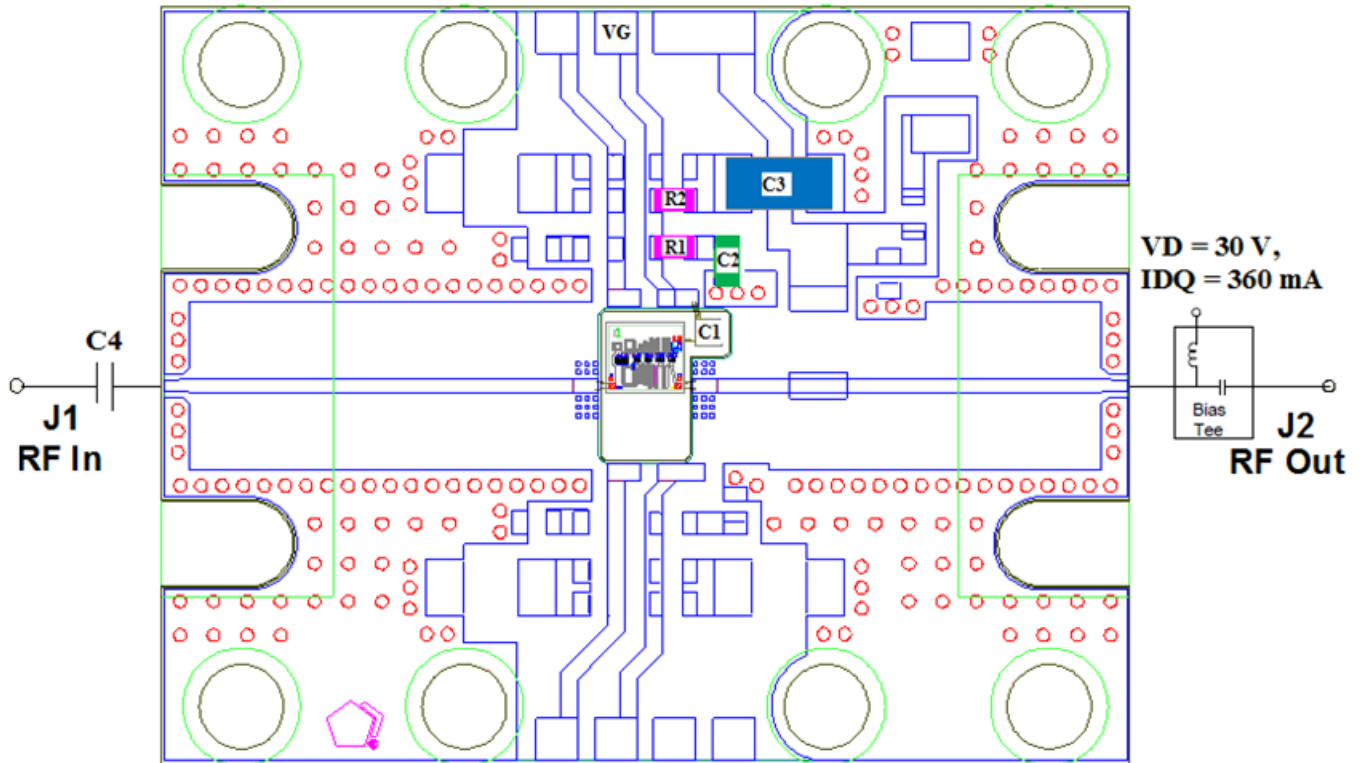 VG
C3
R2
R1
C2
VD = 30 V,
IDQ = 360 mA
C1
C4
J1
RF In
Bias
Tee
J2
RF Out